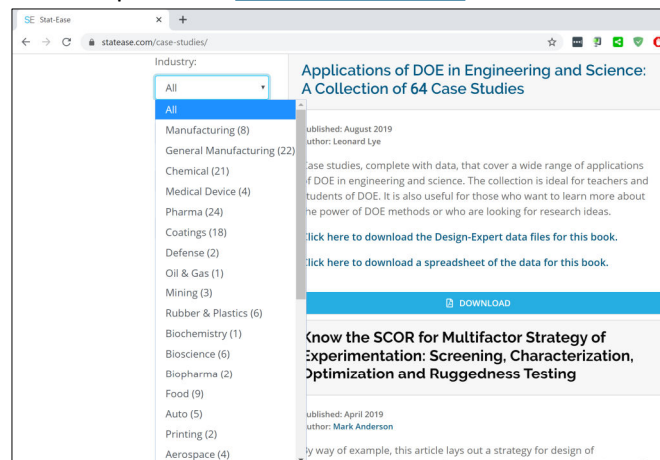 SE Stat-Ease
statease.com/case-studies/
Industry:
All
All
Manufacturing (8)
General Manufacturing (22)
Chemical (21)
Medical Device (4)
Pharma (24)
Coatings (18)
Defense (2)
Oil & Gas (1)
Mining (3)
Rubber & Plastics (6)
Biochemistry (1)
Bioscience (6)
Biopharma (2)
Food (9)
Auto (5)
Printing (2)
Aerospace (4)
Applications of DOE in Engineering and Science:
A Collection of 64 Case Studies
ublished: August 2019
uthor: Leonard Lye
ase studies, complete with data, that cover a wide range of applications
f DOE in engineering and science. The collection is ideal for teachers and
tudents of DOE. It is also useful for those who want to learn more about
he power of DOE methods or who are looking for research ideas.
lick here to download the Design-Expert data files for this book.
lick here to download a spreadsheet of the data for this book.
DOWNLOAD
Know the SCOR for Multifactor Strategy of
Experimentation: Screening, Characterization,
Optimization and Ruggedness Testing
ublished: April 2019
uthor: Mark Anderson
y way of example, this article lays out a strategy for design of